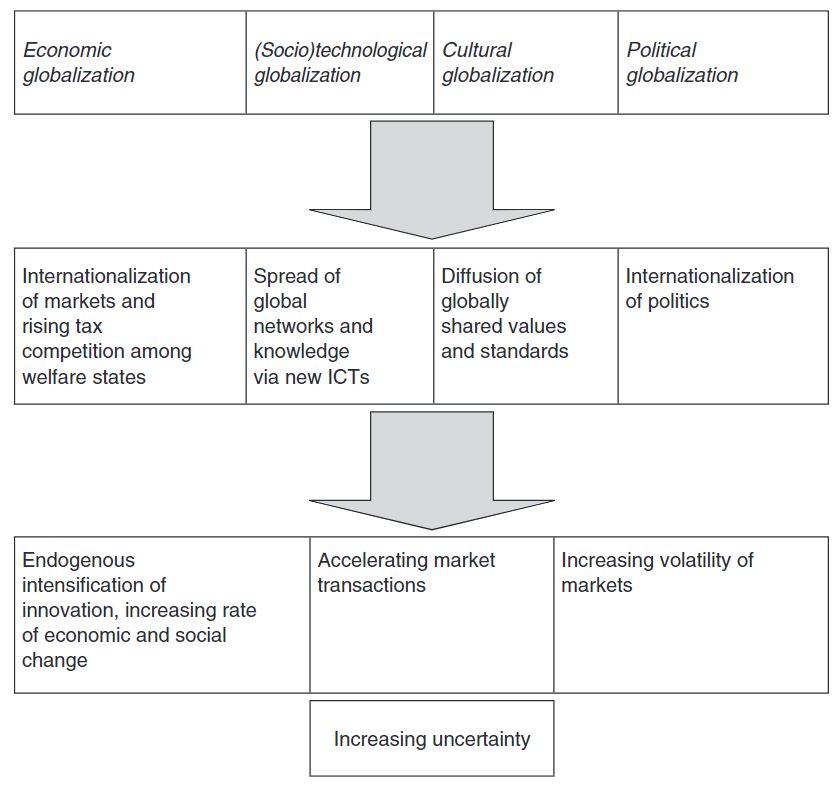 Economic
globalization
(Socio)technological
globalization
Cultural
globalization
Political
globalization
Internationalization
of markets and
rising tax
competition among
welfare states
Spread of
global
networks and
knowledge
via new ICTs
Diffusion of
globally
shared values
and standards
Internationalization
of politics
Endogenous
intensification of
innovation, increasing rate
of economic and social
change
Accelerating market
transactions
Increasing volatility of
markets
Increasing uncertainty